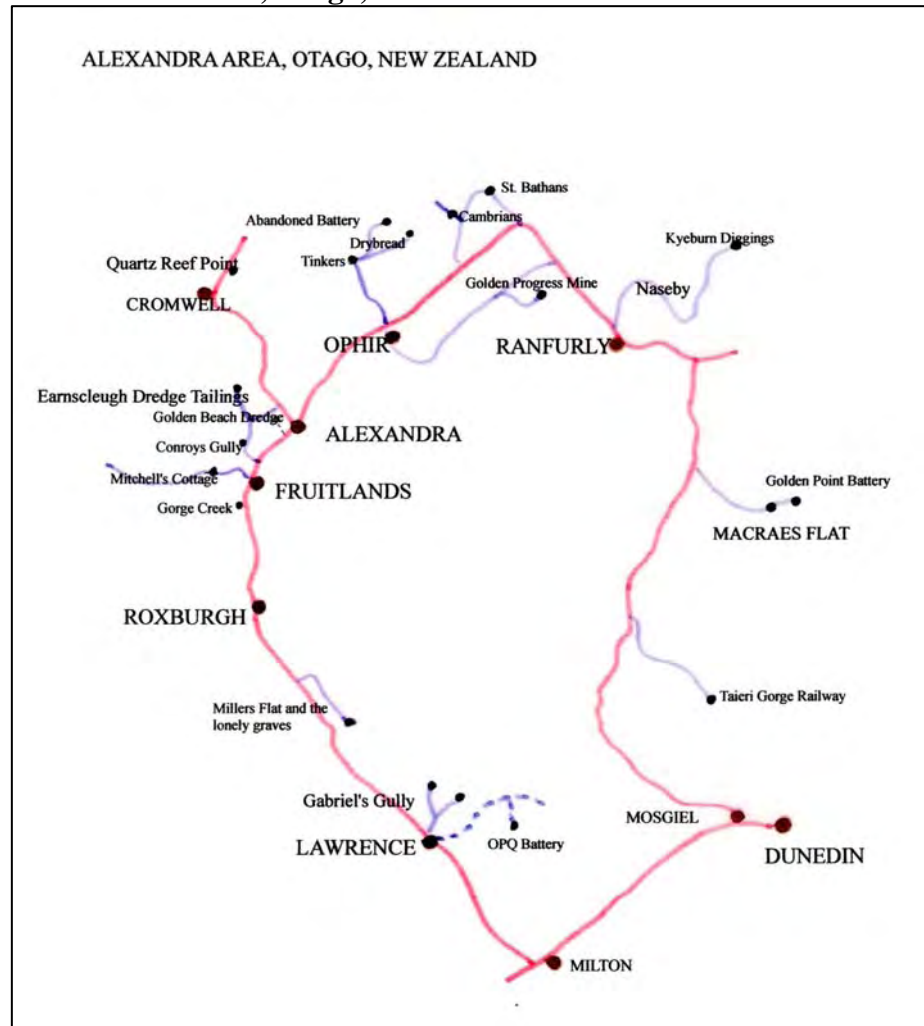 ALEXANDRA AREA, OTAGO, NEW ZEALAND
St. Bathans
Abandoned Battery
Cambrians
Drybread
Kyeburn Diggings
Tinkers
Quartz Reef Point
Golden Progress Mine
Naseby
CROMWELL
OPHIR
RANFURLY
Earnscleugh Dredge Tailings
Golden Beach Dredge
ALEXANDRA
Conroys Gully
Mitchell's Cottage
FRUITLANDS
Golden Point Battery
Gorge Creek
MACRAES FLAT
ROXBURGH
Taieri Gorge Railway
Millers Flat and the
lonely graves
Gabriel's Gully
MOSGIEL
LAWRENCE
OPQ Battery
DUNEDIN
MILTON